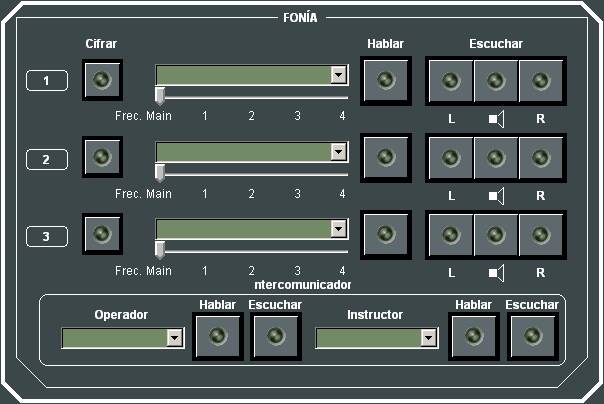 FONÍA
Cifrar Hablar Escuchar
1
Frec. Main 1 2 3 4 L R
2
Frec. Main 1 2 3 4 L R
3
Frec. Main 1 2 3 4 L R
ntercomunicador
Operador Hablar Escuchar Instructor Hablar Escuchar